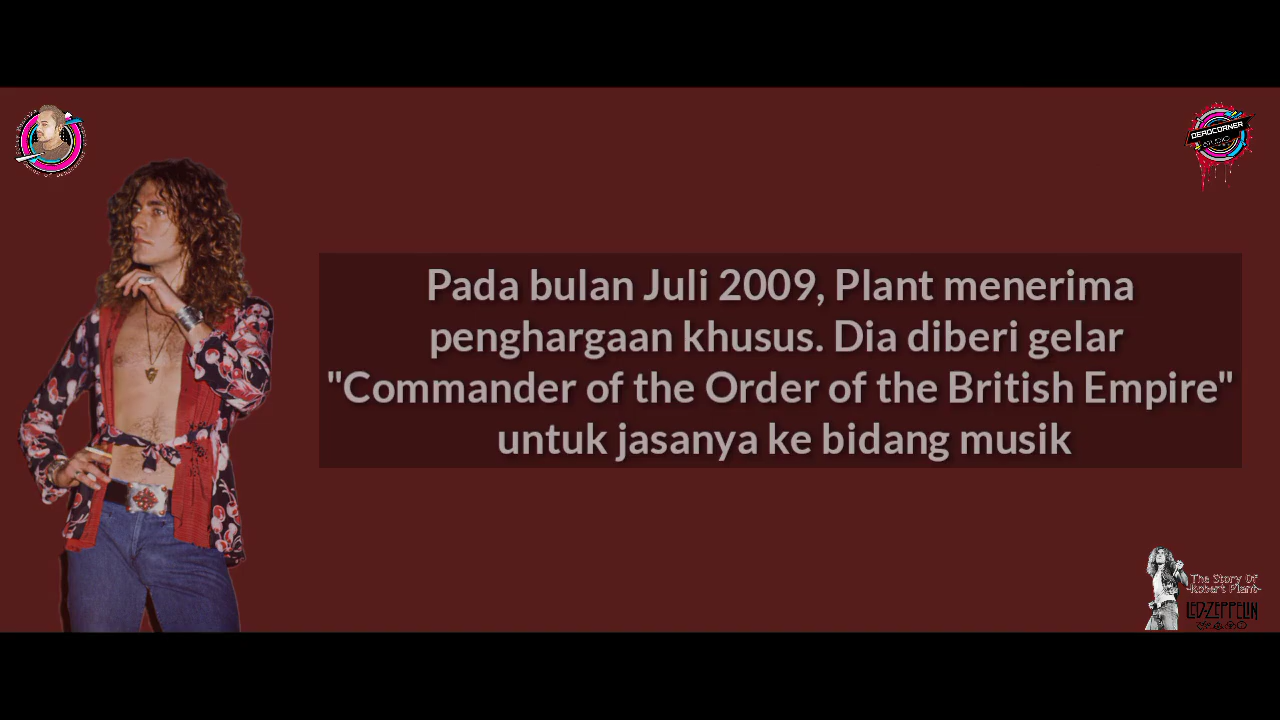 DEADCORNER
Pada bulan Juli 2009, Plant menerima
penghargaan khusus. Dia diberi gelar
"Commander of the Order of the British Empire"
untuk jasanya ke bidang musik
The Story Of
-Robert Plant-
LED-ZEPPELIN